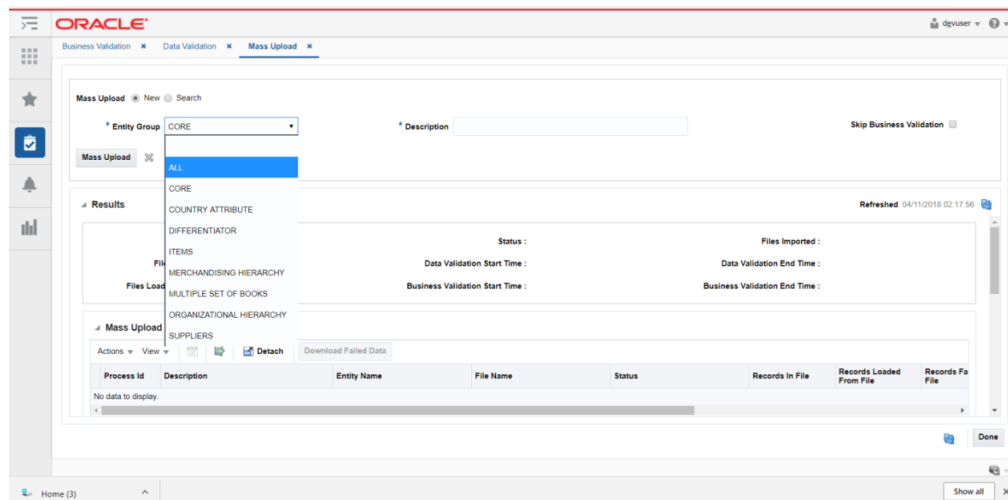 ORACLE®
devuser
Business Validation × Data Validation × Mass Upload ×
Mass Upload New Search
* Entity Group CORE * Description Skip Business Validation
Mass Upload
ALL
CORE
COUNTRY ATTRIBUTE
DIFFERENTIATOR
ITEMS
MERCHANDISING HIERARCHY
MULTIPLE SET OF BOOKS
ORGANIZATIONAL HIERARCHY
SUPPLIERS
Results Refreshed 04/11/2018 02:17:56
Status : Files Imported :
Data Validation Start Time : Data Validation End Time :
Files Load Business Validation Start Time : Business Validation End Time :
Mass Upload
Actions View Detach Download Failed Data
Process Id Description Entity Name File Name Status Records In File Records Loaded From File Records Fa File
No data to display.
Done
Home (3) Show all